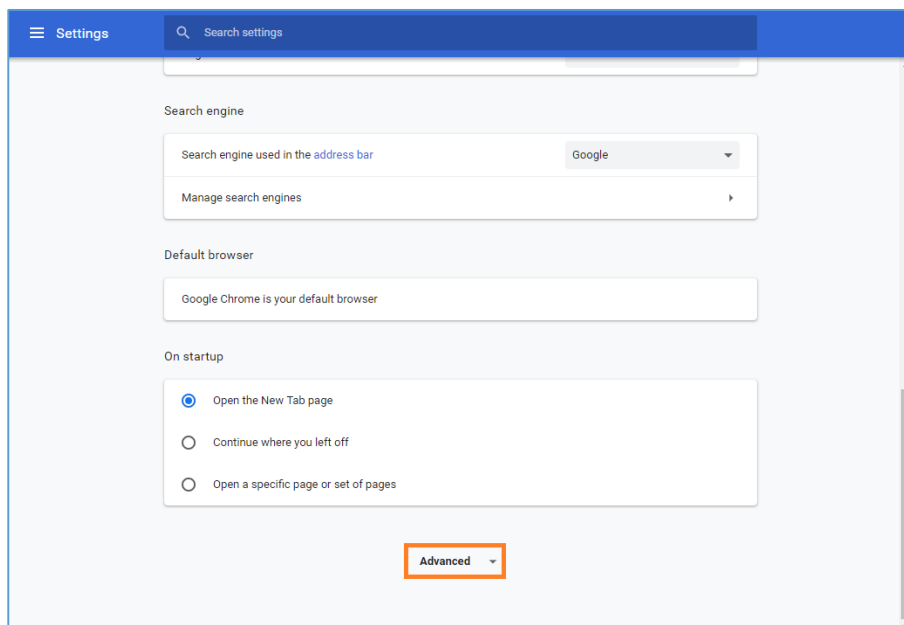 Settings
Search settings
Search engine
Search engine used in the address bar
Google
Manage search engines
Default browser
Google Chrome is your default browser
On startup
Open the New Tab page
Continue where you left off
Open a specific page or set of pages
Advanced